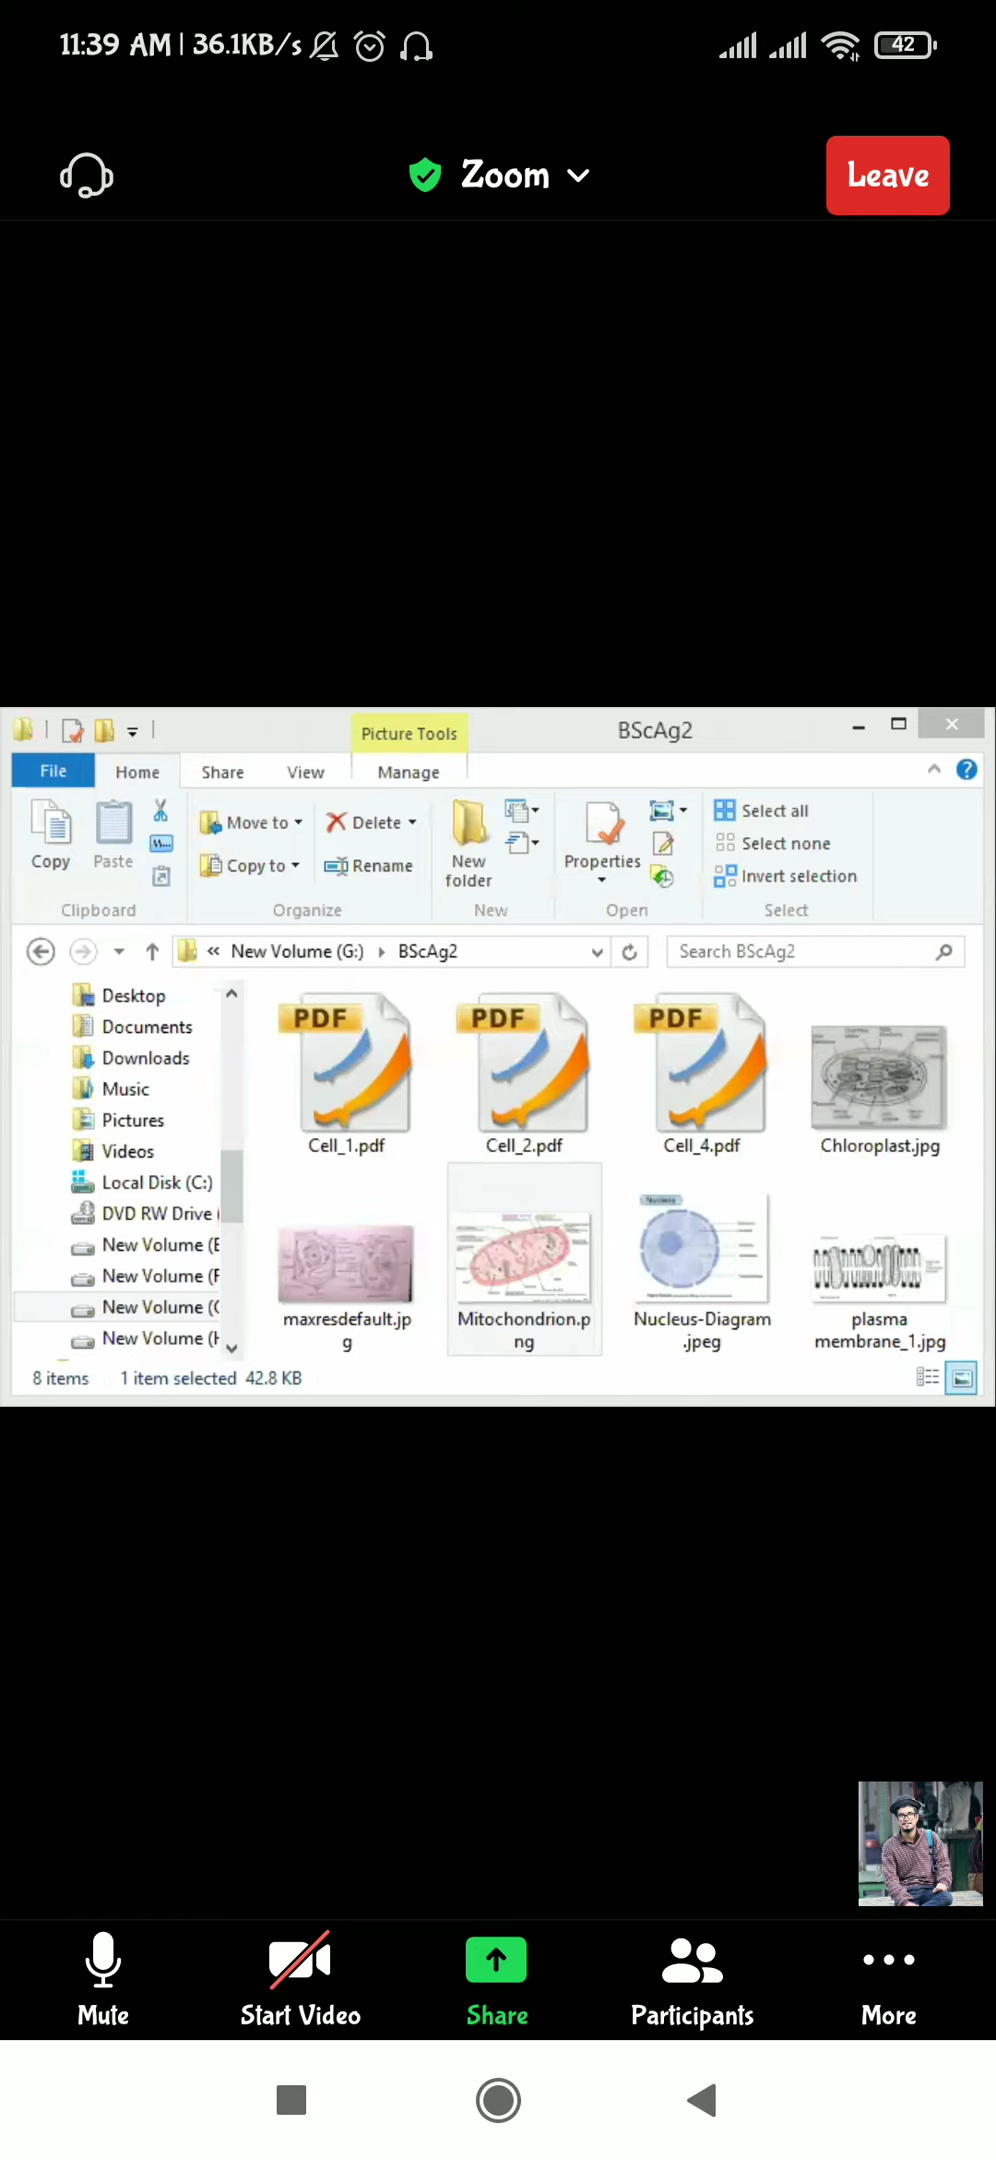 11:39 AM | 36.1KB/s 42
Zoom
Leave
Picture Tools BScAg2
File Home Share View Manage
Copy Paste Move to Copy to Delete Rename New folder Properties Select all Select none Invert selection
Clipboard Organize New Open Select
« New Volume (G:) BScAg2 Search BScAg2
Desktop
Documents
Downloads
Music
Pictures
Videos
Local Disk (C:)
DVD RW Drive
New Volume (E
New Volume (F
New Volume (G
New Volume (H
PDF PDF PDF
Cell_1.pdf Cell_2.pdf Cell_4.pdf Chloroplast.jpg
Nucleus
maxresdefault.jp
g
Mitochondrion.p
ng
Nucleus-Diagram
.jpeg
plasma
membrane_1.jpg
8 items 1 item selected 42.8 KB
Mute Start Video Share Participants More